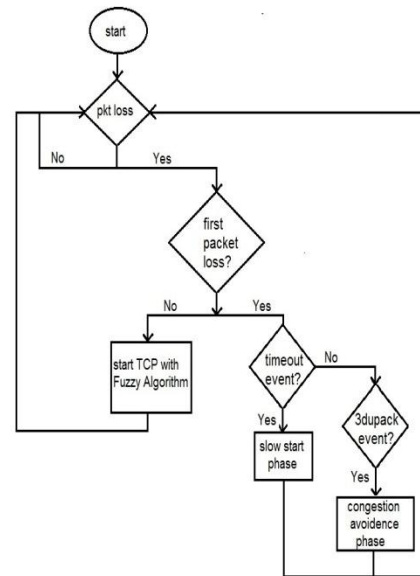 start
pkt loss
No
Yes
first
packet
loss?
No
Yes
start TCP with
Fuzzy Algorithm
timeout
event?
No
Yes
3dupack
event?
slow start
phase
Yes
congestion
avoidence
phase